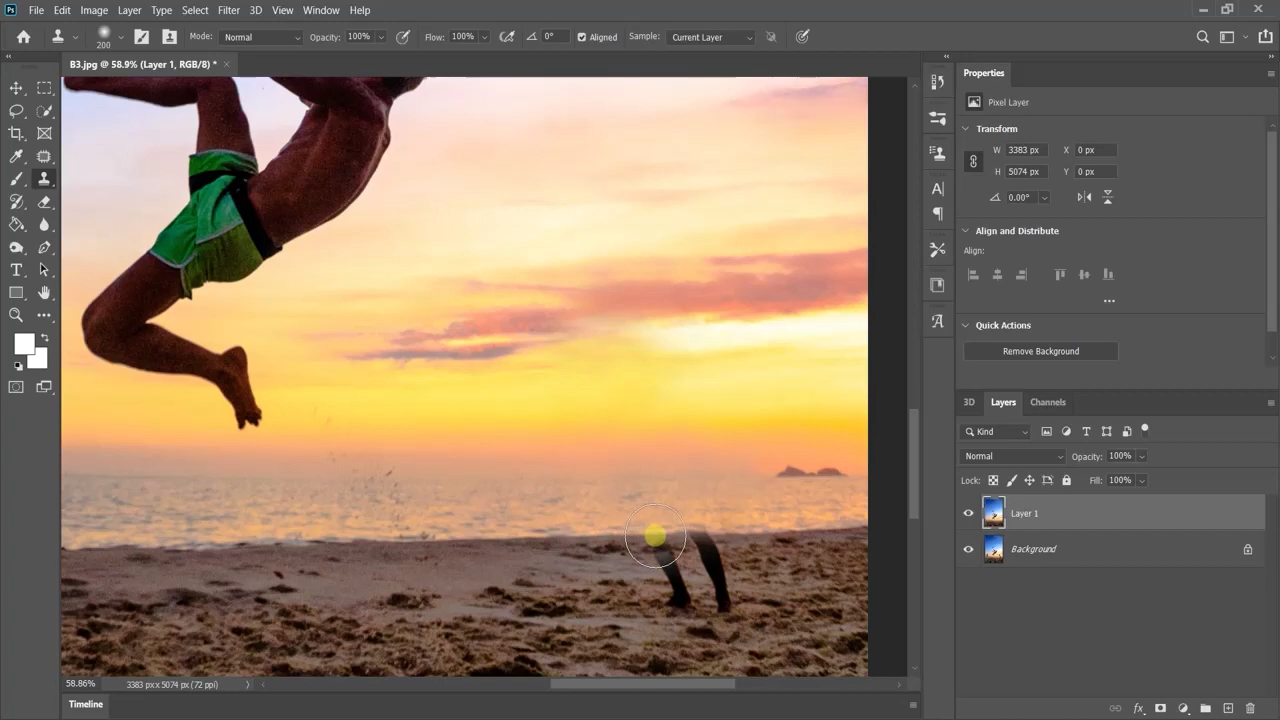 Ps File Edit Image Layer Type Select Filter 3D View Window Help
200 Mode: Normal Opacity: 100% Flow: 100% 0° Aligned Sample: Current Layer
B3.jpg @ 58.9% (Layer 1, RGB/8) *
Properties
Pixel Layer
Transform
W 3383 px X 0 px
H 5074 px Y 0 px
0.00°
Align and Distribute
Align:
Quick Actions
Remove Background
3D Layers Channels
Kind
Normal Opacity: 100%
Lock: Fill: 100%
Layer 1
Background
58.86% 3383 px x 5074 px (72 ppi)
Timeline